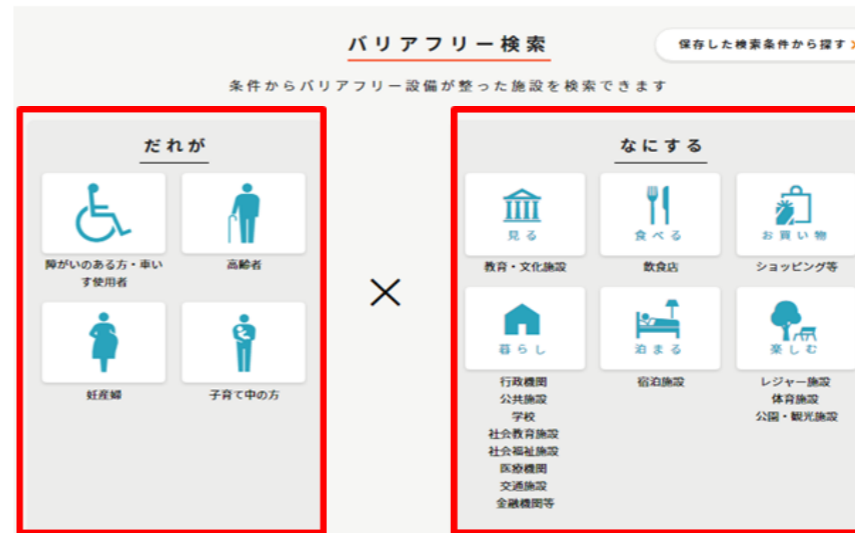 バリアフリー検索
保存した検索条件から探す
条件からバリアフリー設備が整った施設を検索できます
だれが
障がいのある方・車い
す使用者
高齢者
妊産婦
子育て中の方
×
なにする
見る
教育・文化施設
食べる
飲食店
お買い物
ショッピング等
暮らし
行政機関
公共施設
学校
社会教育施設
社会福祉施設
医療機関
交通施設
金融機関等
泊まる
宿泊施設
楽しむ
レジャー施設
体育施設
公園・観光施設